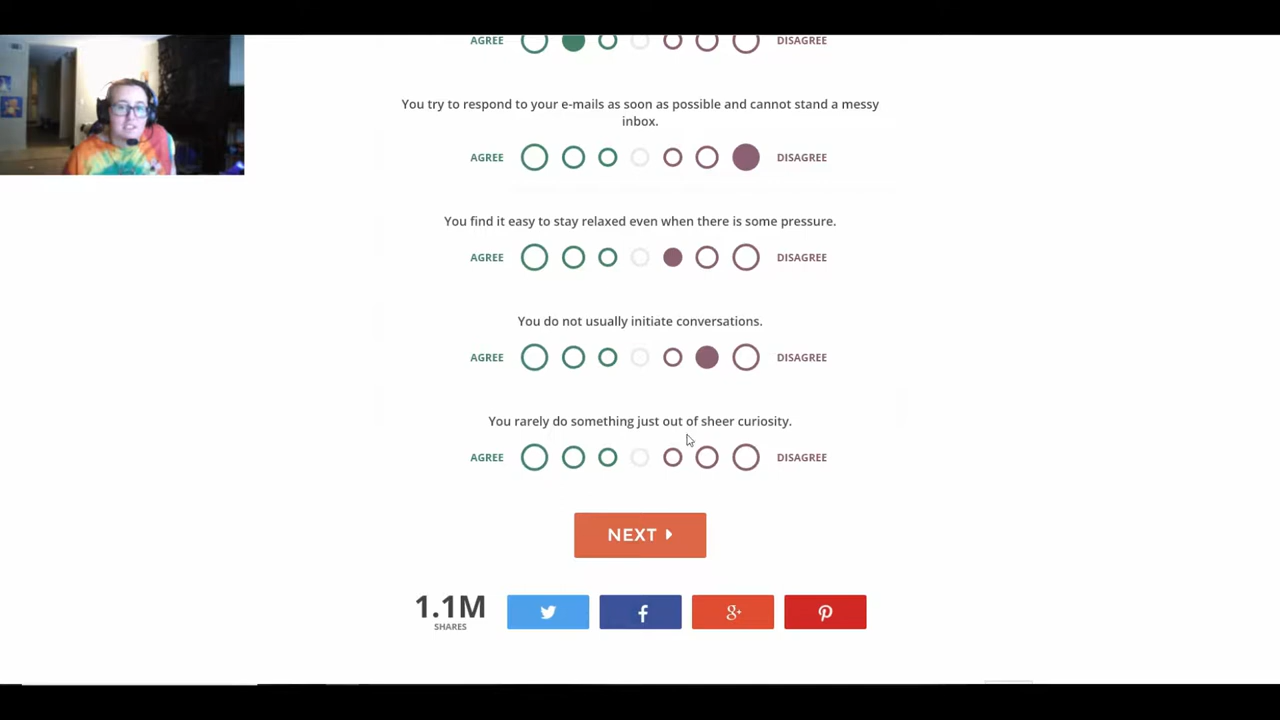 AGREE DISAGREE
You try to respond to your e-mails as soon as possible and cannot stand a messy
inbox.
AGREE DISAGREE
You find it easy to stay relaxed even when there is some pressure.
AGREE DISAGREE
You do not usually initiate conversations.
AGREE DISAGREE
You rarely do something just out of sheer curiosity.
AGREE DISAGREE
NEXT
1.1M
SHARES